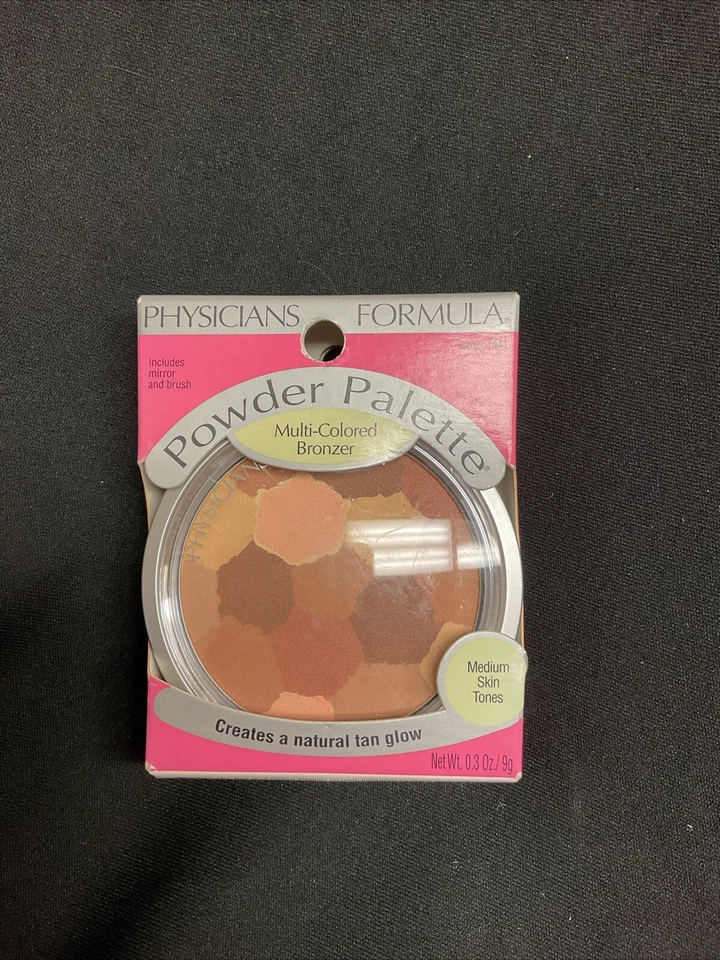 PHYSICIANS FORMULA®
Includes
mirror
and brush
Powder Palette®
Multi-Colored
Bronzer
PHYSICIAN
Medium
Skin
Tones
Creates a natural tan glow
Net Wt. 0.3 Oz./ 9g